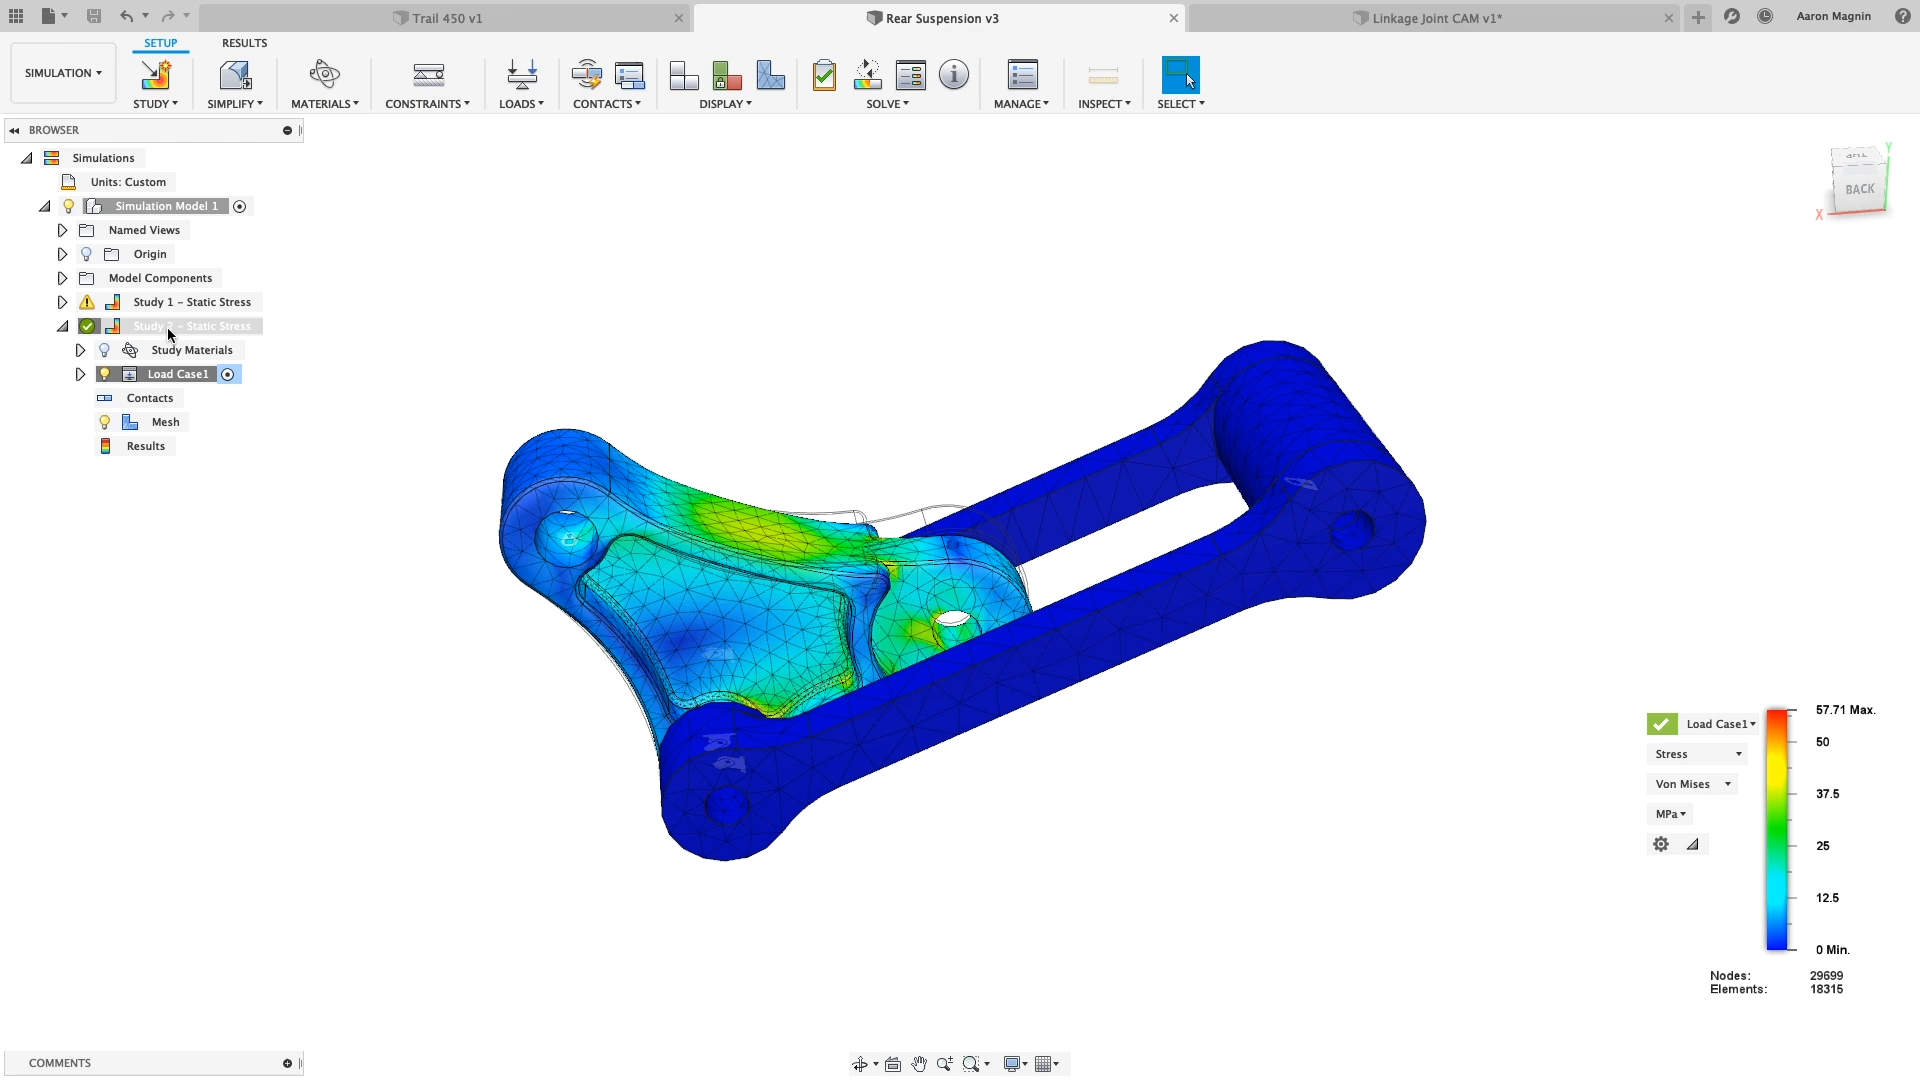 Trail 450 v1
Rear Suspension v3
Linkage Joint CAM v1*
Aaron Magnin
SETUP
RESULTS
SIMULATION
STUDY
SIMPLIFY
MATERIALS
CONSTRAINTS
LOADS
CONTACTS
DISPLAY
SOLVE
MANAGE
INSPECT
SELECT
BROWSER
Simulations
Units: Custom
Simulation Model 1
Named Views
Origin
Model Components
Study 1 - Static Stress
Study 2 - Static Stress
Study Materials
Load Case1
Contacts
Mesh
Results
TOP
BACK
X
Y
Load Case1
Stress
Von Mises
MPa
57.71 Max.
50
37.5
25
12.5
0 Min.
Nodes: 29699
Elements: 18315
COMMENTS